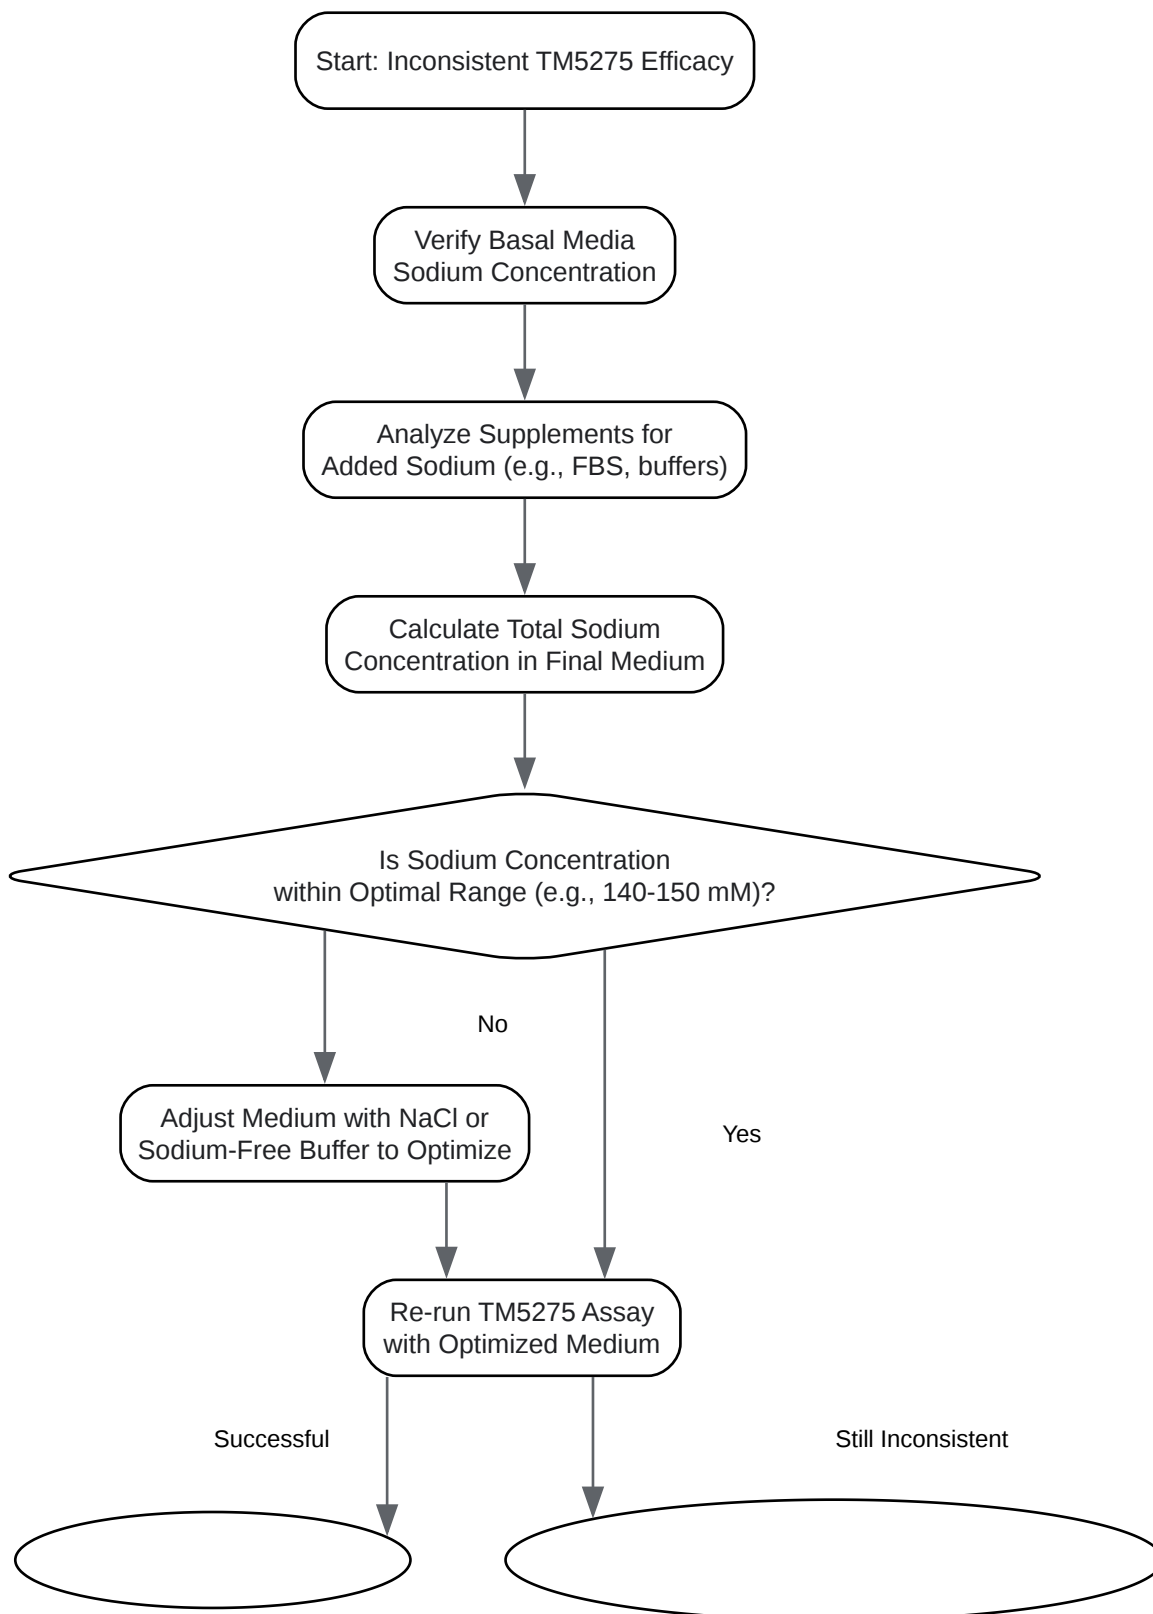 Start: Inconsistent TM5275 Efficacy
Verify Basal Media
Sodium Concentration
Analyze Supplements for
Added Sodium (e.g., FBS, buffers)
Calculate Total Sodium
Concentration in Final Medium
Is Sodium Concentration
within Optimal Range (e.g., 140-150 mM)?
No
Adjust Medium with NaCl or
Sodium-Free Buffer to Optimize
Yes
Re-run TM5275 Assay
with Optimized Medium
Successful
Still Inconsistent